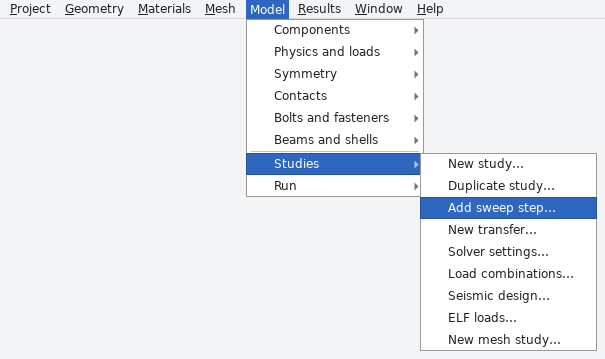 Project Geometry Materials Mesh Model Results Window Help
Components
Physics and loads
Symmetry
Contacts
Bolts and fasteners
Beams and shells
Studies
Run
New study...
Duplicate study...
Add sweep step...
New transfer...
Solver settings...
Load combinations...
Seismic design...
ELF loads...
New mesh study...